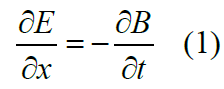 ∂E/∂x = −∂B/∂t (1)